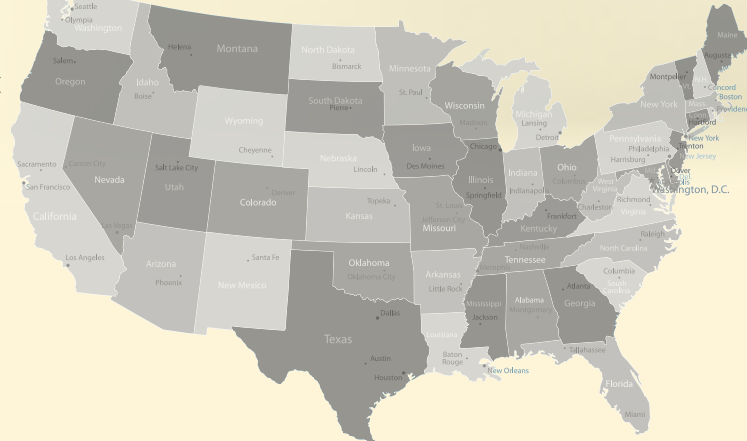 Seattle
Olympia
Washington
Salem
Oregon
Helena
Montana
Idaho
Boise
North Dakota
Bismarck
South Dakota
Pierre
Minnesota
St. Paul
Wisconsin
Madison
Michigan
Lansing
Detroit
Wyoming
Cheyenne
Nebraska
Lincoln
Iowa
Des Moines
Chicago
Illinois
Springfield
Indiana
Indianapolis
Ohio
Columbus
Pennsylvania
Harrisburg
Philadelphia
New York
Montpelier
Maine
Augusta
Concord
Boston
Mass.
Providenc
Hartford
New York
Trenton
New Jersey
Dover
Washington, D.C.
Sacramento
San Francisco
California
Los Angeles
Carson City
Nevada
Las Vegas
Salt Lake City
Utah
Denver
Colorado
Topeka
Kansas
St. Louis
Jefferson City
Missouri
Frankfort
Kentucky
West
Virginia
Charleston
Richmond
Virginia
Arizona
Phoenix
Santa Fe
New Mexico
Oklahoma
Oklahoma City
Arkansas
Little Rock
Nashville
Memphis
Tennessee
Raleigh
North Carolina
Columbia
South
Carolina
Dallas
Texas
Austin
Houston
Louisiana
Baton
Rouge
New Orleans
Mississippi
Jackson
Alabama
Montgomery
Atlanta
Georgia
Tallahassee
Florida
Miami